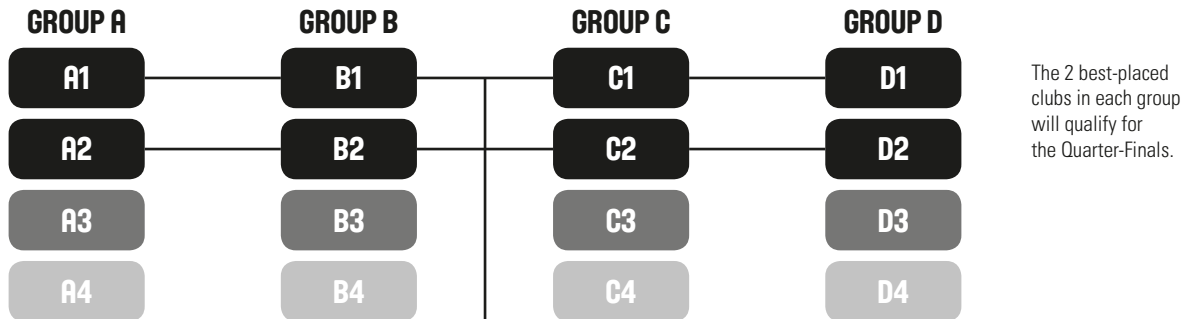 GROUP A GROUP B GROUP C GROUP D
A1 B1 C1 D1
A2 B2 C2 D2
A3 B3 C3 D3
A4 B4 C4 D4
The 2 best-placed
clubs in each group
will qualify for
the Quarter-Finals.